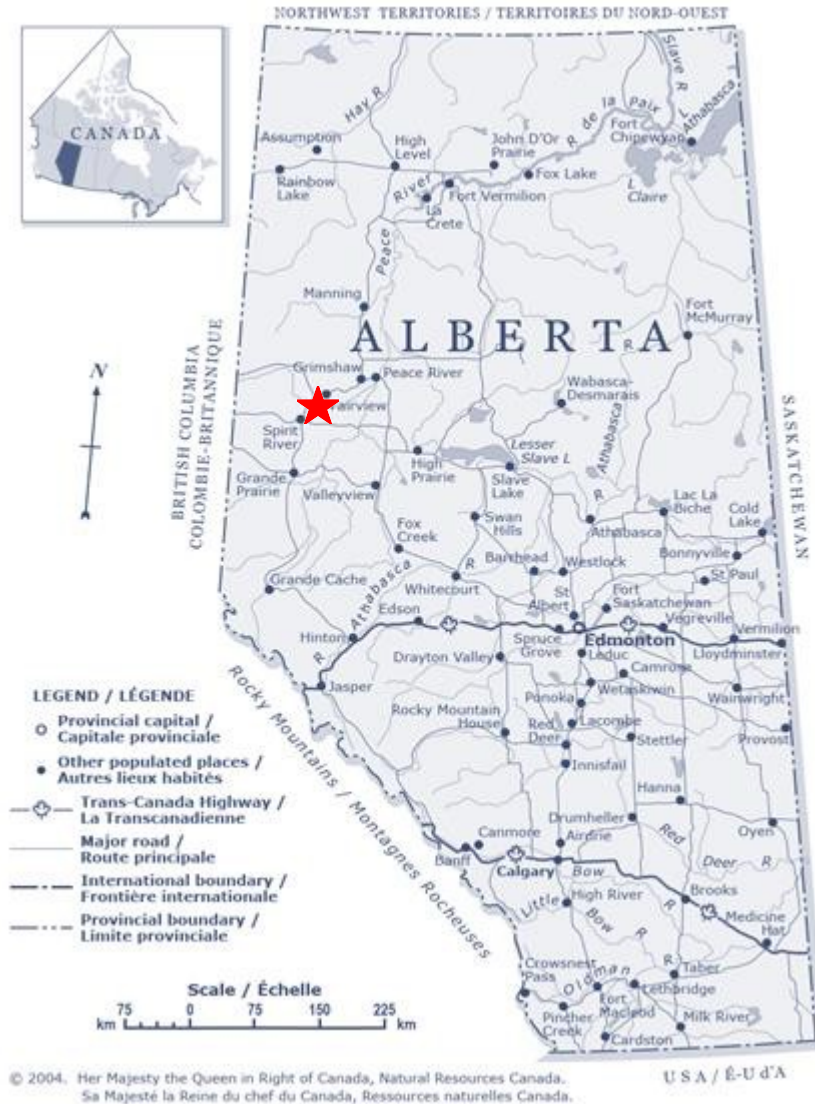 NORTHWEST TERRITORIES / TERRITOIRES DU NORD-OUEST
CANADA
Hay R
Slave R
R de la Paix
L Athabasca
Assumption
High
Level
John D'Or
Prairie
Fort
Chipewyan
Rainbow
Lake
River
Fort Vermilion
Fox Lake
L
Claire
La
Crete
Peace
Manning
Fort
McMurray
ALBERTA
R
Athabasca
N
BRITISH COLUMBIA
COLOMBIE-BRITANNIQUE
SASKATCHEWAN
Grimshaw
Peace River
Wabasca-
Desmarais
Spirit
River
High
Prairie
Lesser
Slave L
Slave
Lake
Grande
Prairie
Valleyview
R
Lac La
Biche
Cold
Lake
Fox
Creek
Swan
Hills
Athabasca
Bonnyville
Barrhead
Westlock
St Paul
Grande Cache
R Athabasca R
Whitecourt
St
Albert
Fort
Saskatchewan
Edson
Vegreville
Vermilion
Hinton
Spruce
Grove
Edmonton
Lloydminster
Drayton Valley
Leduc
Camrose
Jasper
Ponoka
Wetaskiwin
Wainwright
Rocky Mountain
House
Red
Deer
Lacombe
Stettler
Provost
Innisfail
Hanna
Rocky Mountains / Montagnes Rocheuses
Drumheller
Oyen
Canmore
Airdrie
Red
Deer R
Banff
Calgary
Bow
R
Brooks
Little
Bow
R
High River
Medicine
Hat
Crowsnest
Pass
Oldman
R
Taber
Lethbridge
Pincher
Creek
Fort
Macleod
Milk River
Cardston
USA / É-U d'A
LEGEND / LÉGENDE
Provincial capital /
Capitale provinciale
Other populated places /
Autres lieux habités
Trans-Canada Highway /
La Transcanadienne
Major road /
Route principale
International boundary /
Frontière internationale
Provincial boundary /
Limite provinciale
Scale / Échelle
75 0 75 150 225
km km
© 2004. Her Majesty the Queen in Right of Canada, Natural Resources Canada.
Sa Majesté la Reine du chef du Canada, Ressources naturelles Canada.